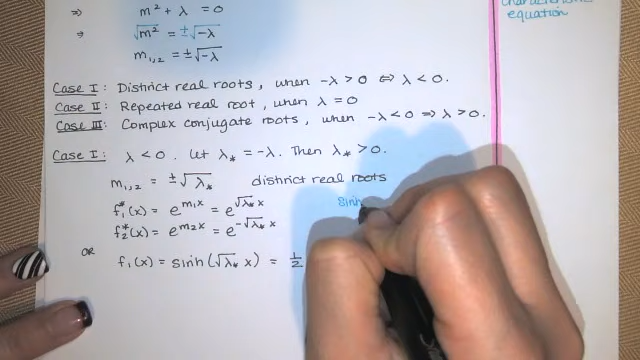 ⇒ m² + λ = 0
⇒ √m² = ±√-λ
m₁,₂ = ±√-λ
equation
Case I: District real roots, when -λ > 0 ⇔ λ < 0.
Case II: Repeated real root, when λ = 0
Case III: Complex conjugate roots, when -λ < 0 ⇒ λ > 0.
Case I: λ < 0. Let λ* = -λ. Then λ* > 0.
m₁,₂ = ±√λ* district real roots
f₁*(x) = e^{m₁x} = e^{√λ* x}
sinh
f₂*(x) = e^{m₂x} = e^{-√λ* x}
OR
f₁(x) = sinh(√λ* x) = 1/2